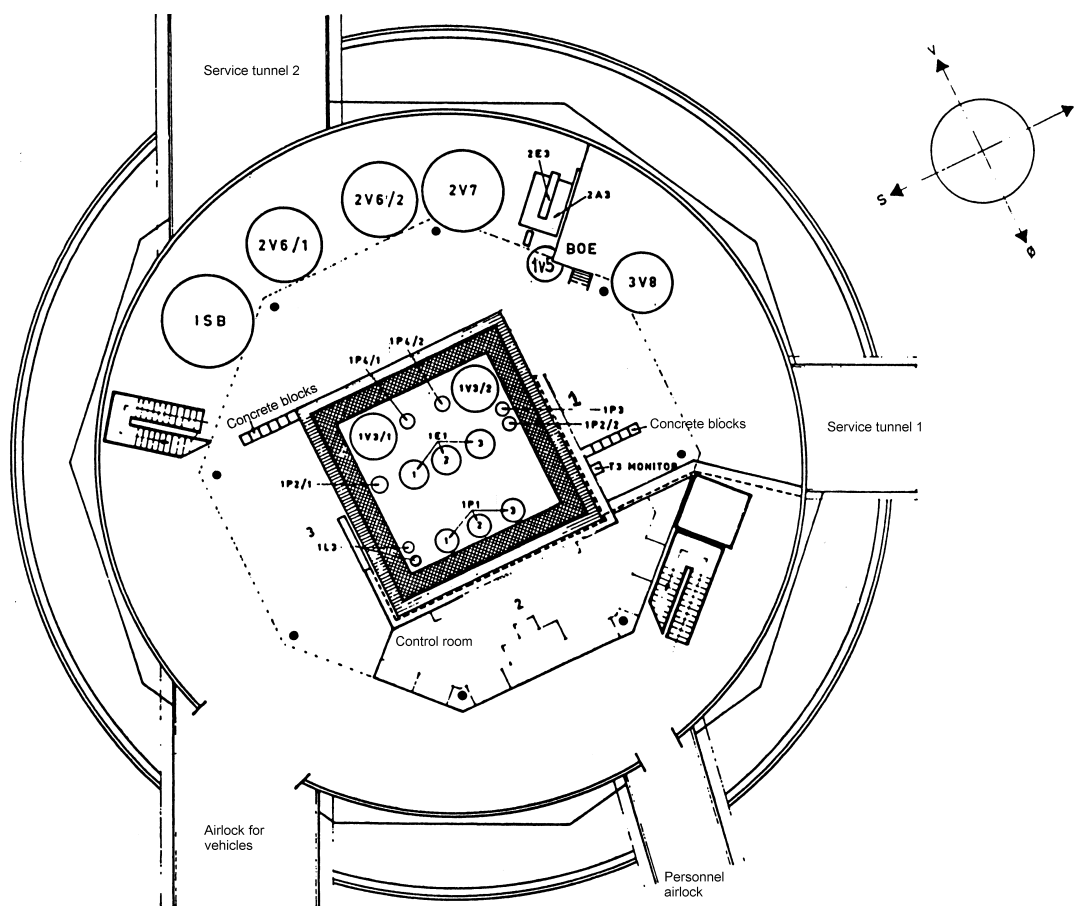 Service tunnel 2
V
S
Ø
2E3
2A3
2V6/2
2V7
2V6/1
BOE
1V5
3V8
ISB
1P4/2
1P4/1
Concrete blocks
1V3/2
1
1P3
1P2/2
Concrete blocks
T3 MONITOR
Service tunnel 1
1V3/1
1E1
3
2
1
1P2/1
1P1
3
2
1
3
1L3
2
Control room
Airlock for
vehicles
Personnel
airlock